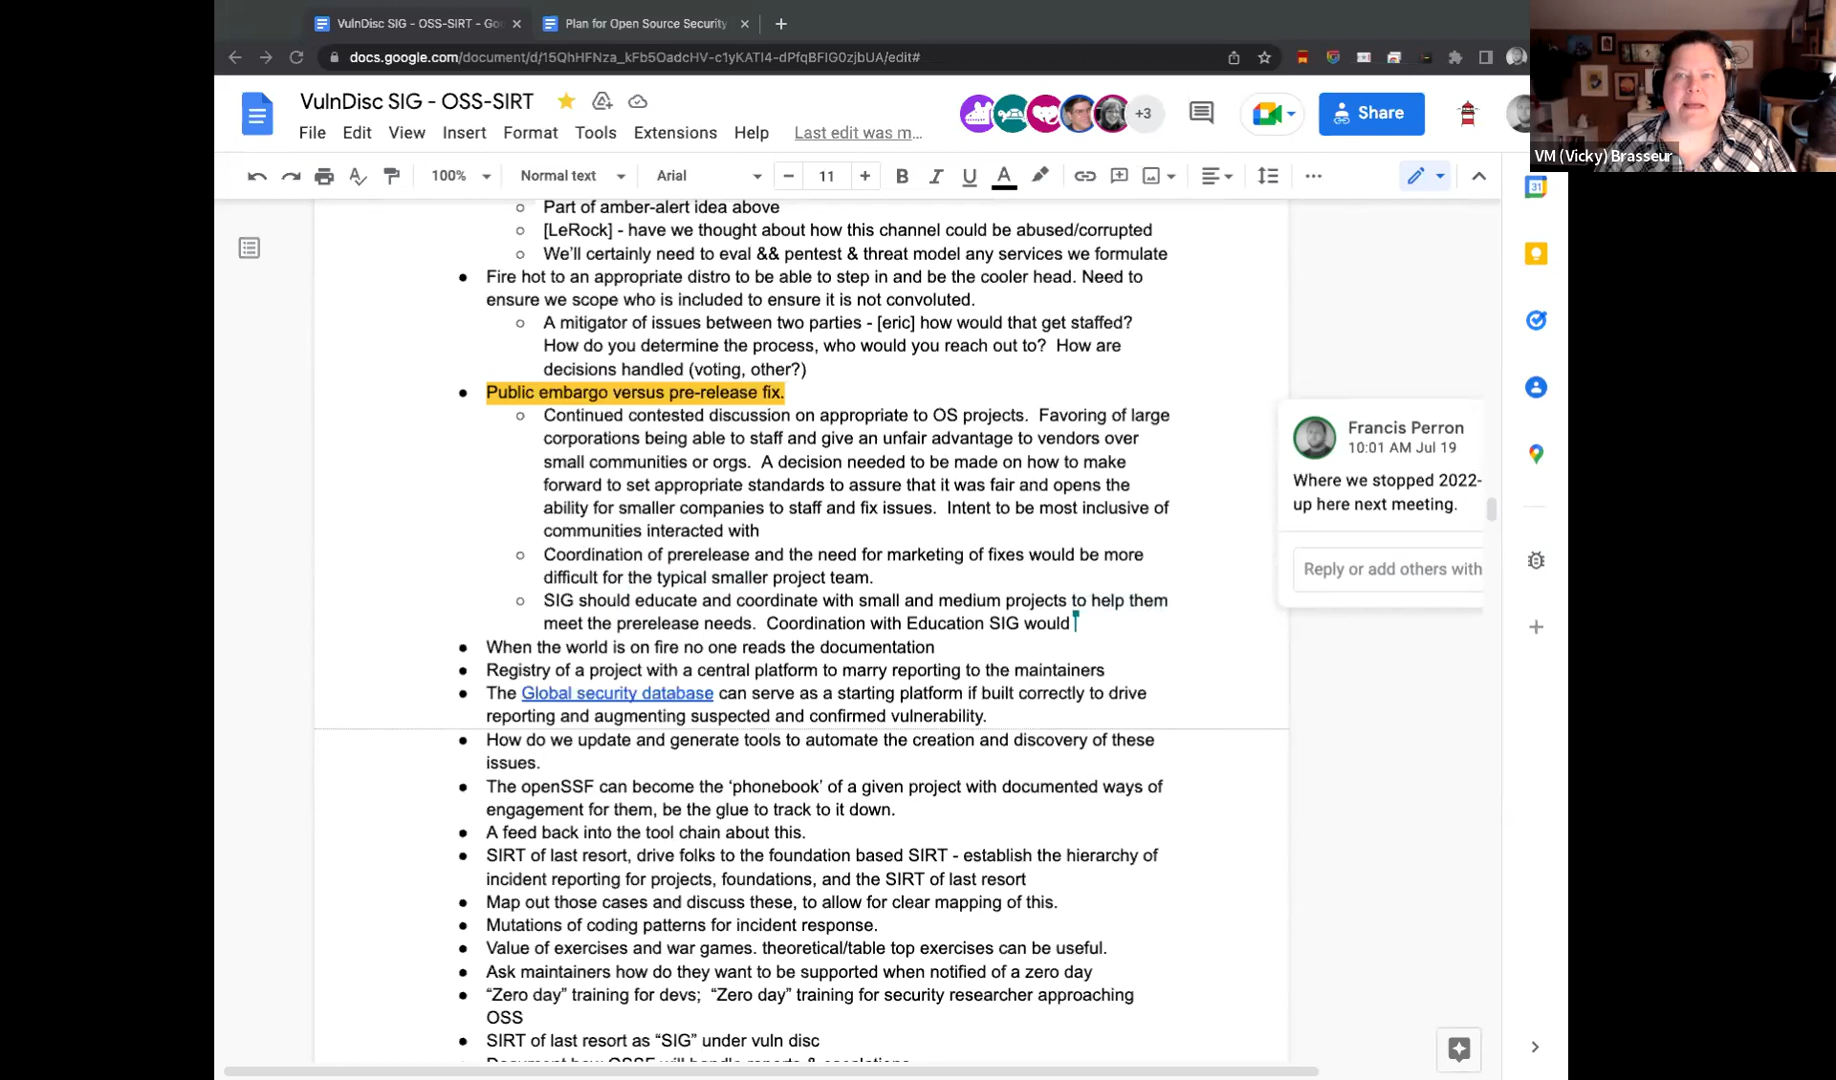 VulnDisc SIG - OSS-SIRT - Go
Plan for Open Source Security
docs.google.com/document/d/15QhHFNza_kFb5OadcHV-c1yKATI4-dPfqBFIG0zjbUA/edit#
VulnDisc SIG - OSS-SIRT
File Edit View Insert Format Tools Extensions Help Last edit was m...
+3
Share
VM (Vicky) Brasseur
100% Normal text Arial 11
31
Part of amber-alert idea above
[LeRock] - have we thought about how this channel could be abused/corrupted
We'll certainly need to eval && pentest & threat model any services we formulate
Fire hot to an appropriate distro to be able to step in and be the cooler head. Need to
ensure we scope who is included to ensure it is not convoluted.
A mitigator of issues between two parties - [eric] how would that get staffed?
How do you determine the process, who would you reach out to? How are
decisions handled (voting, other?)
Public embargo versus pre-release fix.
Continued contested discussion on appropriate to OS projects. Favoring of large
corporations being able to staff and give an unfair advantage to vendors over
small communities or orgs. A decision needed to be made on how to make
forward to set appropriate standards to assure that it was fair and opens the
ability for smaller companies to staff and fix issues. Intent to be most inclusive of
communities interacted with
Coordination of prerelease and the need for marketing of fixes would be more
difficult for the typical smaller project team.
SIG should educate and coordinate with small and medium projects to help them
meet the prerelease needs. Coordination with Education SIG would
When the world is on fire no one reads the documentation
Registry of a project with a central platform to marry reporting to the maintainers
The Global security database can serve as a starting platform if built correctly to drive
reporting and augmenting suspected and confirmed vulnerability.
How do we update and generate tools to automate the creation and discovery of these
issues.
The openSSF can become the 'phonebook' of a given project with documented ways of
engagement for them, be the glue to track to it down.
A feed back into the tool chain about this.
SIRT of last resort, drive folks to the foundation based SIRT - establish the hierarchy of
incident reporting for projects, foundations, and the SIRT of last resort
Map out those cases and discuss these, to allow for clear mapping of this.
Mutations of coding patterns for incident response.
Value of exercises and war games. theoretical/table top exercises can be useful.
Ask maintainers how do they want to be supported when notified of a zero day
“Zero day” training for devs; “Zero day” training for security researcher approaching
OSS
SIRT of last resort as “SIG” under vuln disc
Document how OSSF will handle reports & escalations
Francis Perron
10:01 AM Jul 19
Where we stopped 2022-
up here next meeting.
Reply or add others with